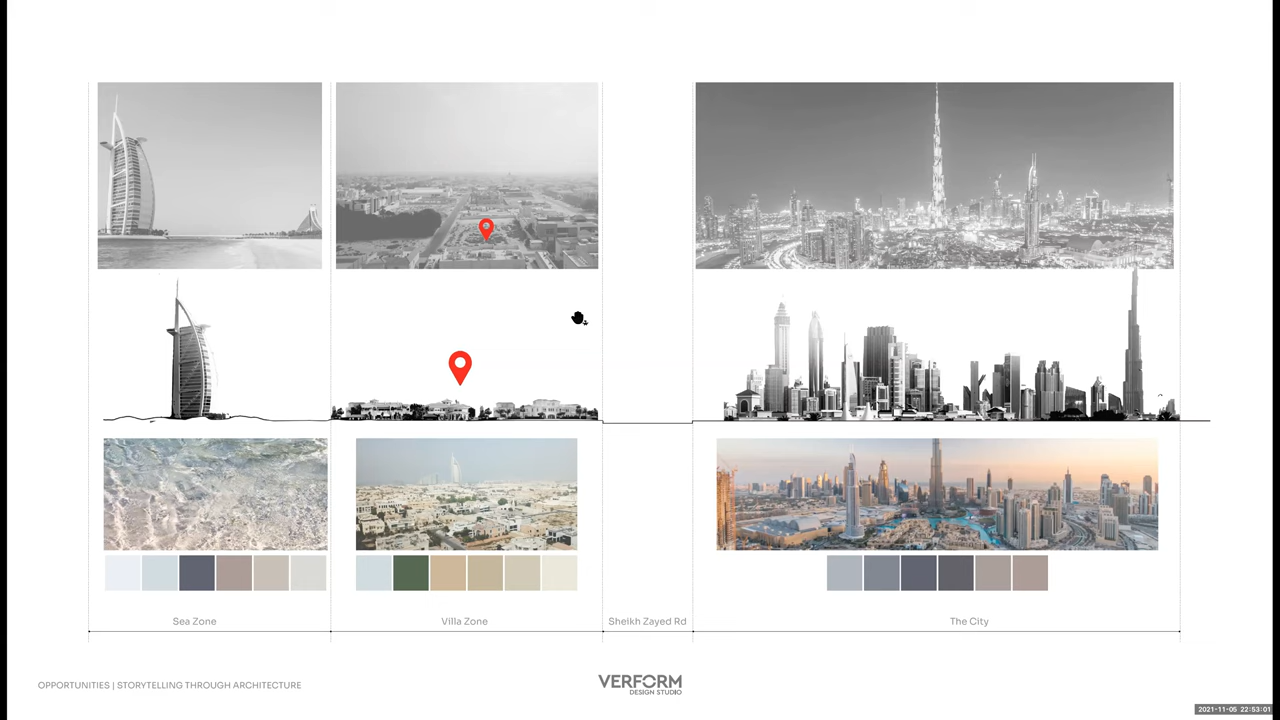 Sea Zone
Villa Zone
Sheikh Zayed Rd
The City
OPPORTUNITIES | STORYTELLING THROUGH ARCHITECTURE
VERFORM
DESIGN STUDIO
2021-11-05 22:53:01